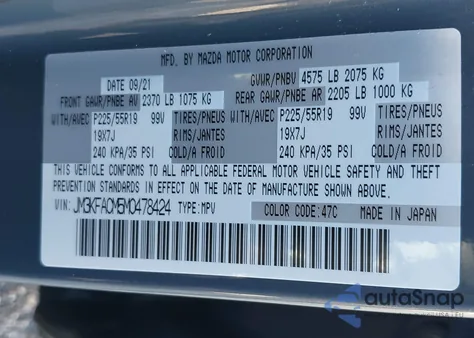 MFD. BY MAZDA MOTOR CORPORATION
DATE 09/21 GVWR/PNBV 4575 LB 2075 KG
FRONT GAWR/PNBE AV 2370 LB 1075 KG REAR GAWR/PNBE AR 2205 LB 1000 KG
WITH/AVEC P225/55R19 99V TIRES/PNEUS WITH/AVEC P225/55R19 99V TIRES/PNEUS
19X7J RIMS/JANTES 19X7J RIMS/JANTES
240 KPA/35 PSI COLD/A FROID 240 KPA/35 PSI COLD/A FROID
THIS VEHICLE CONFORMS TO ALL APPLICABLE FEDERAL MOTOR VEHICLE SAFETY AND THEFT
PREVENTION STANDARDS IN EFFECT ON THE DATE OF MANUFACTURE SHOWN ABOVE.
VIN: JM3KFACM5M0478424 TYPE: MPV COLOR CODE: 47C MADE IN JAPAN
autoSnap